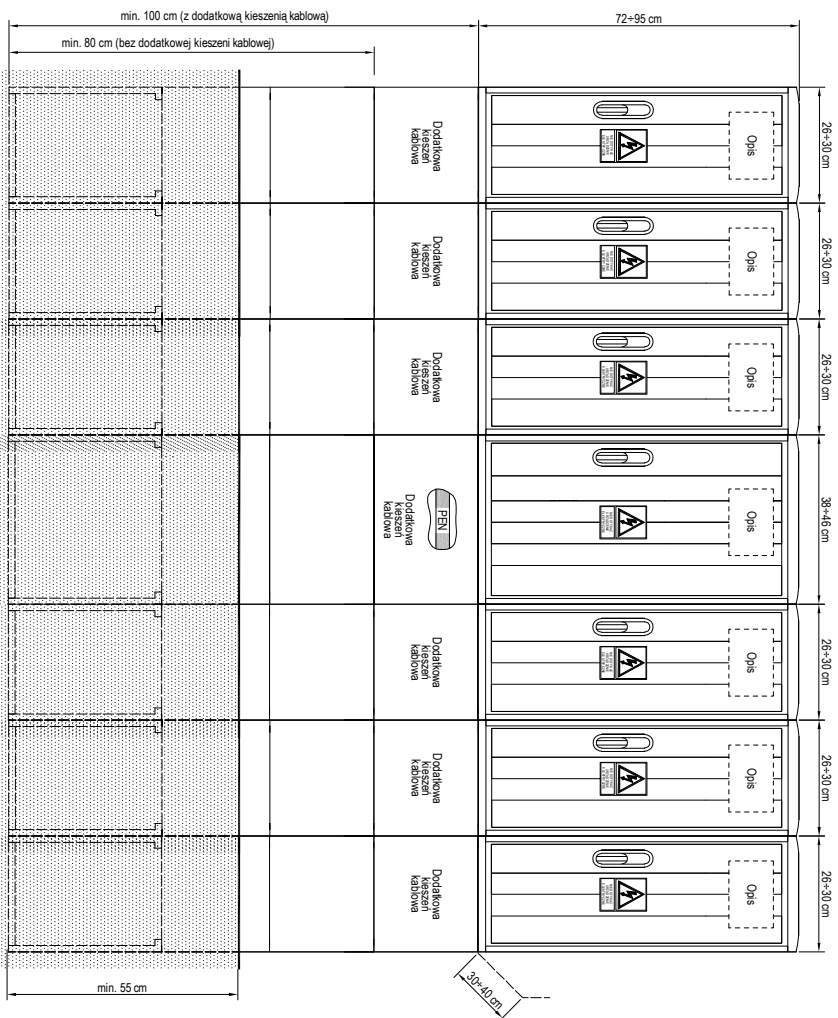 min. 100 cm (z dodatkową kieszenią kablową)
72÷95 cm
min. 80 cm (bez dodatkowej kieszeni kablowej)
26÷30 cm
26÷30 cm
26÷30 cm
38÷46 cm
26÷30 cm
26÷30 cm
26÷30 cm
Opis
Dodatkowa
kieszeń
kablowa
Opis
Dodatkowa
kieszeń
kablowa
Opis
Dodatkowa
kieszeń
kablowa
Opis
PEN
Dodatkowa
kieszeń
kablowa
Opis
Dodatkowa
kieszeń
kablowa
Opis
Dodatkowa
kieszeń
kablowa
Opis
Dodatkowa
kieszeń
kablowa
30÷40 cm
min. 55 cm